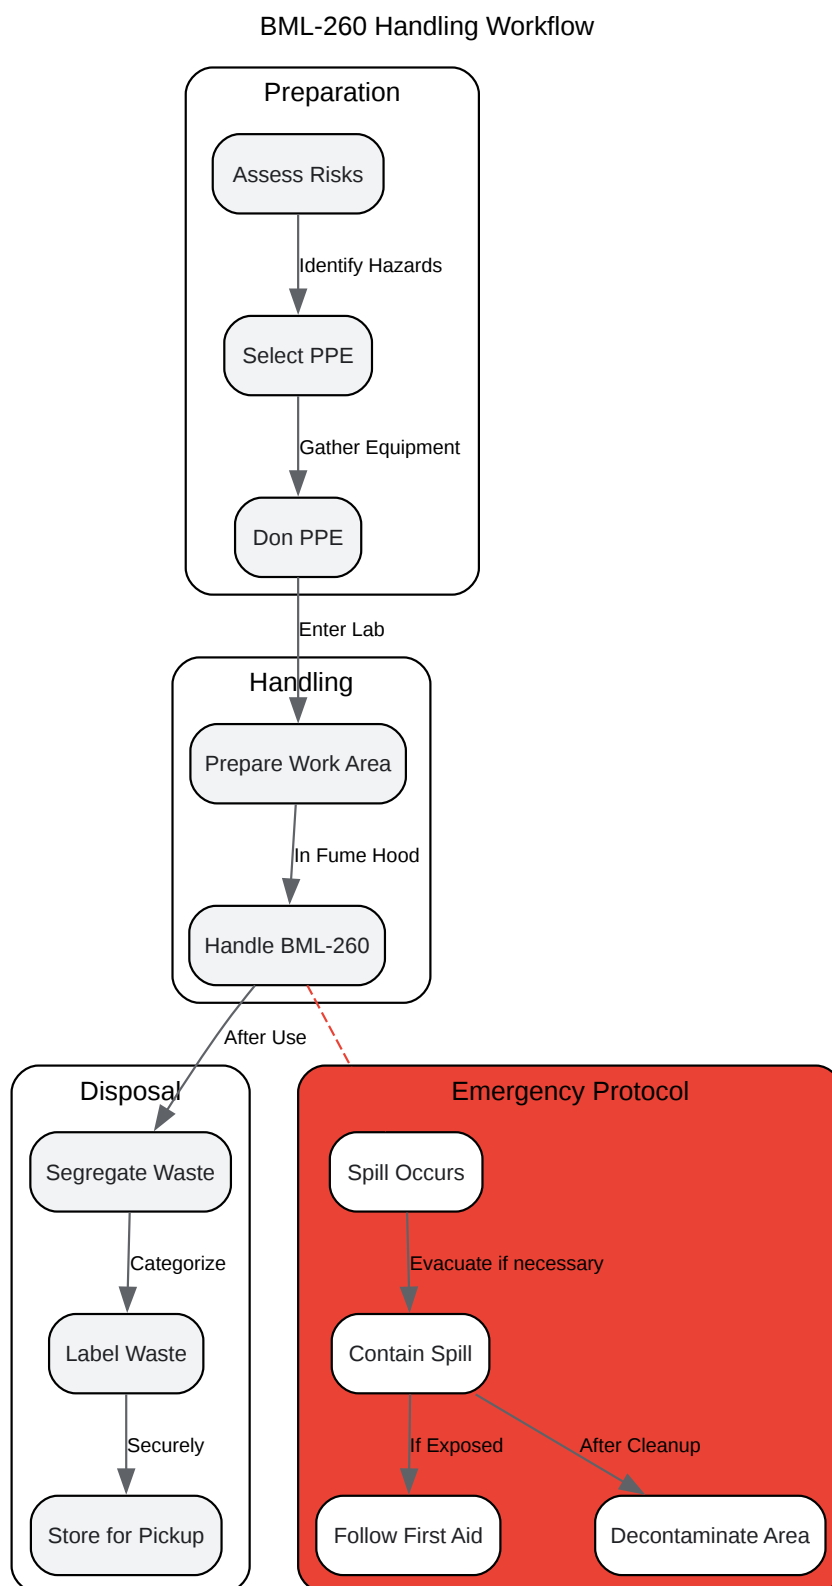 BML-260 Handling Workflow
Preparation
Assess Risks
Identify Hazards
Select PPE
Gather Equipment
Don PPE
Enter Lab
Handling
Prepare Work Area
In Fume Hood
Handle BML-260
After Use
Disposal
Segregate Waste
Categorize
Label Waste
Securely
Store for Pickup
Emergency Protocol
Spill Occurs
Evacuate if necessary
Contain Spill
If Exposed
After Cleanup
Follow First Aid
Decontaminate Area